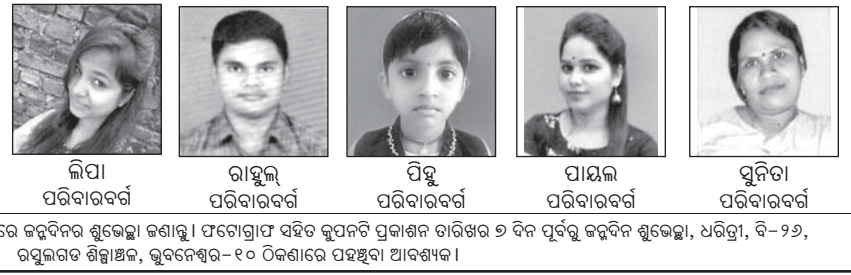 ଲିପା
ପରିବାରବର୍ଗ
ରାହୁଲ୍
ପରିବାରବର୍ଗ
ପିହୁ
ପରିବାରବର୍ଗ
ପାୟଲ
ପରିବାରବର୍ଗ
ସୁନିତା
ପରିବାରବର୍ଗ
ରେ ଜନ୍ମଦିନର ଶୁଭେଚ୍ଛା ଜଣାନ୍ତୁ। ଫଟୋଗ୍ରାଫ ସହିତ କୁପନଟି ପ୍ରକାଶନ ତାରିଖର ୭ ଦିନ ପୂର୍ବରୁ ଜନ୍ମଦିନ ଶୁଭେଚ୍ଛା, ଧରିତ୍ରୀ, ବି-୨୬,
ରସୁଲଗଡ ଶିଳ୍ପାଞ୍ଚଳ, ଭୁବନେଶ୍ୱର-୧୦ ଠିକଣାରେ ପହଞ୍ଚିବା ଆବଶ୍ୟକ।